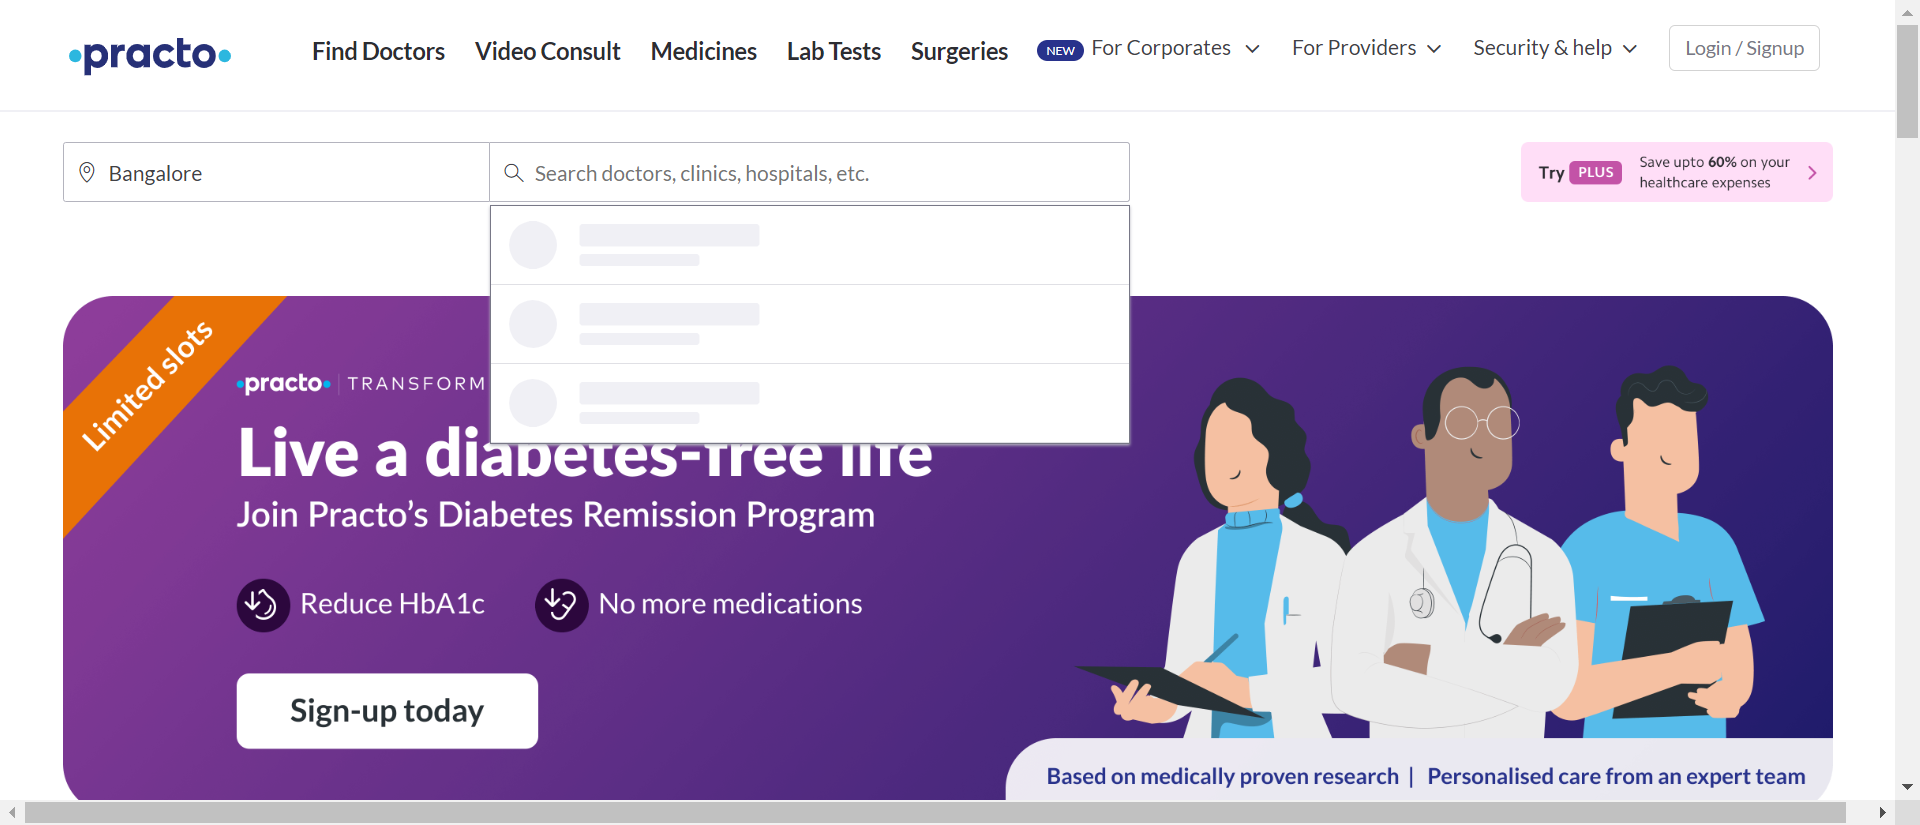 practo
Find Doctors
Video Consult
Medicines
Lab Tests
Surgeries
NEW For Corporates
For Providers
Security & help
Login / Signup
Bangalore
Search doctors, clinics, hospitals, etc.
Try PLUS
Save upto 60% on your
healthcare expenses
Limited slots
practo | TRANSFORM
Live a diabetes-free life
Join Practo's Diabetes Remission Program
Reduce HbA1c
No more medications
Sign-up today
Based on medically proven research | Personalised care from an expert team